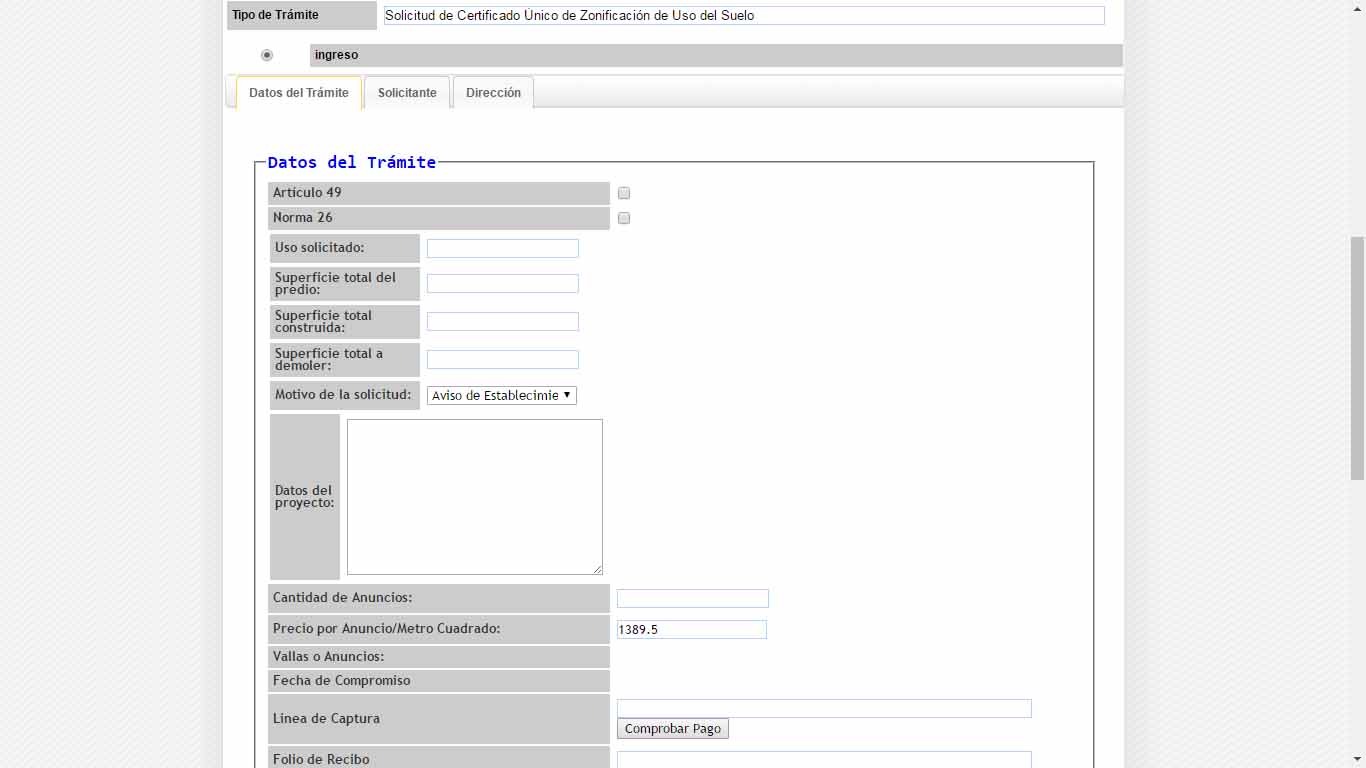 Tipo de Trámite
Solicitud de Certificado Único de Zonificación de Uso del Suelo
ingreso
Datos del Trámite
Solicitante
Dirección
Datos del Trámite
Articulo 49
Norma 26
Uso solicitado:
Superficie total del
predio:
Superficie total
construida:
Superficie total a
demoler:
Motivo de la solicitud:
Aviso de Establecimie
Datos del
proyecto:
Cantidad de Anuncios:
Precio por Anuncio/Metro Cuadrado:
1389.5
Vallas o Anuncios:
Fecha de Compromiso
Linea de Captura
Comprobar Pago
Folio de Recibo